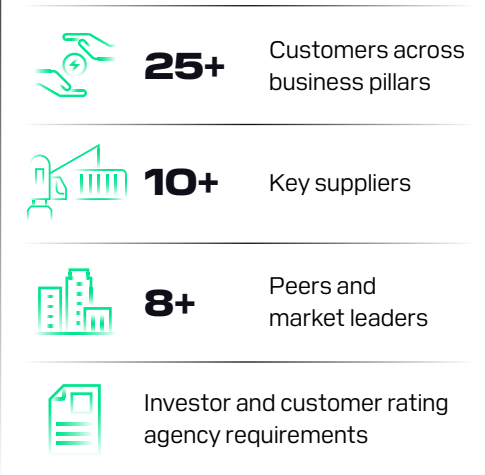 25+
Customers across
business pillars
10+
Key suppliers
8+
Peers and
market leaders
Investor and customer rating
agency requirements